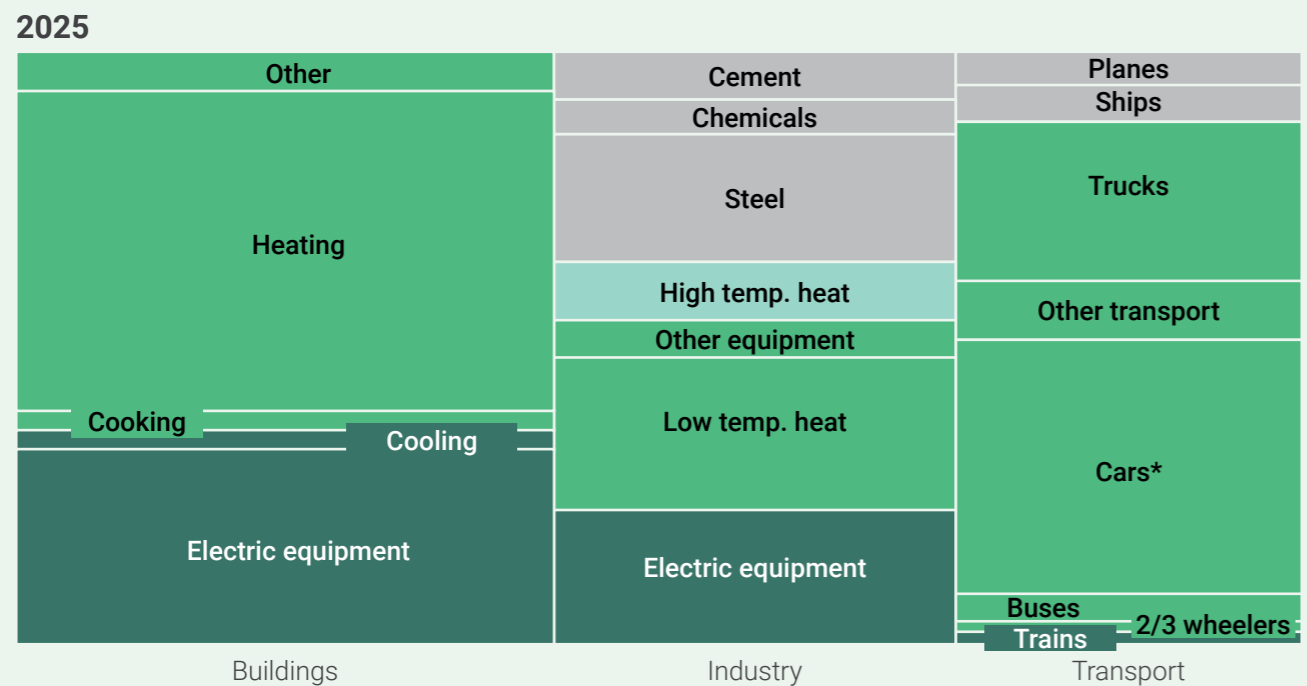 2025
Other
Heating
Cooking
Cooling
Electric equipment
Cement
Chemicals
Steel
High temp. heat
Other equipment
Low temp. heat
Electric equipment
Planes
Ships
Trucks
Other transport
Cars*
Buses
2/3 wheelers
Trains
Buildings
Industry
Transport